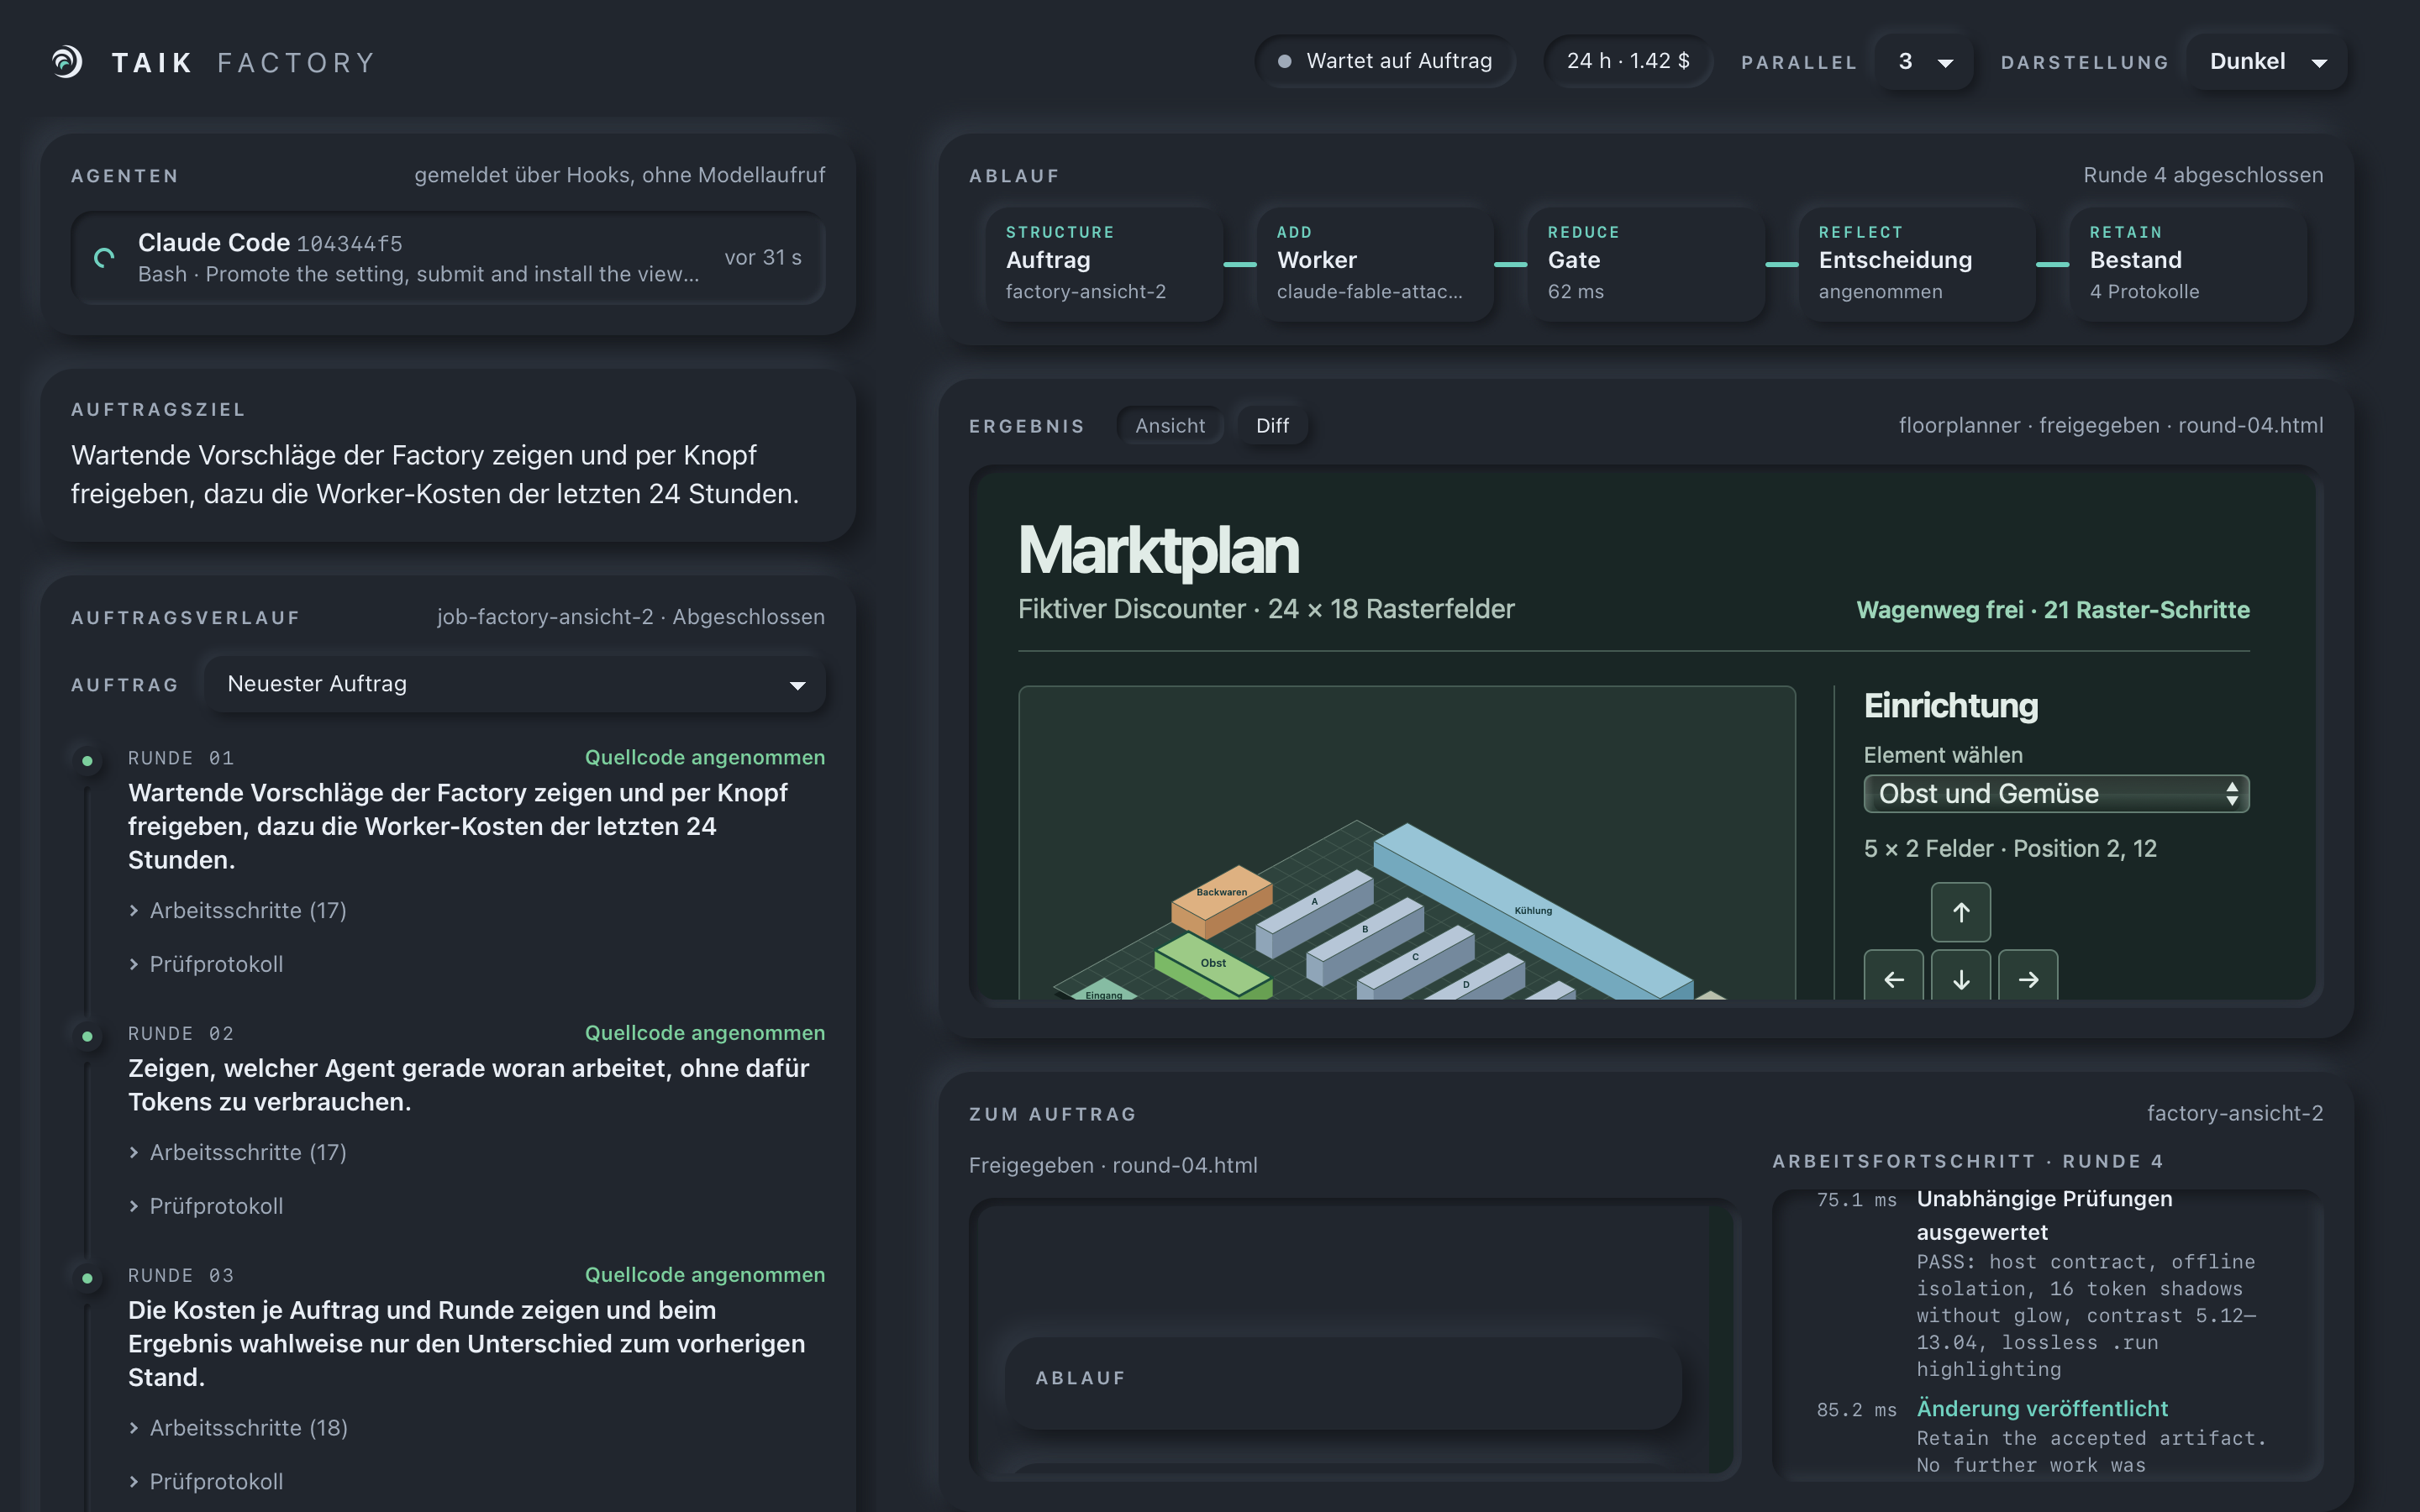 TAIK FACTORY
Wartet auf Auftrag
24 h · 1.42 $
PARALLEL
3
DARSTELLUNG
Dunkel
AGENTEN
gemeldet über Hooks, ohne Modellaufruf
Claude Code 104344f5
Bash · Promote the setting, submit and install the view...
vor 31 s
AUFTRAGSZIEL
Wartende Vorschläge der Factory zeigen und per Knopf
freigeben, dazu die Worker-Kosten der letzten 24 Stunden.
AUFTRAGSVERLAUF
job-factory-ansicht-2 · Abgeschlossen
AUFTRAG
Neuester Auftrag
RUNDE 01
Quellcode angenommen
Wartende Vorschläge der Factory zeigen und per Knopf
freigeben, dazu die Worker-Kosten der letzten 24
Stunden.
Arbeitsschritte (17)
Prüfprotokoll
RUNDE 02
Quellcode angenommen
Zeigen, welcher Agent gerade woran arbeitet, ohne dafür
Tokens zu verbrauchen.
Arbeitsschritte (17)
Prüfprotokoll
RUNDE 03
Quellcode angenommen
Die Kosten je Auftrag und Runde zeigen und beim
Ergebnis wahlweise nur den Unterschied zum vorherigen
Stand.
Arbeitsschritte (18)
Prüfprotokoll
ABLAUF
Runde 4 abgeschlossen
STRUCTURE
Auftrag
factory-ansicht-2
ADD
Worker
claude-fable-attac...
REDUCE
Gate
62 ms
REFLECT
Entscheidung
angenommen
RETAIN
Bestand
4 Protokolle
ERGEBNIS
Ansicht
Diff
floorplanner · freigegeben · round-04.html
Marktplan
Fiktiver Discounter · 24 × 18 Rasterfelder
Wagenweg frei · 21 Raster-Schritte
Backwaren
A
B
C
D
Kühlung
Obst
Eingang
Einrichtung
Element wählen
Obst und Gemüse
5 × 2 Felder · Position 2, 12
↑
← ↓ →
ZUM AUFTRAG
factory-ansicht-2
Freigegeben · round-04.html
ABLAUF
ARBEITSFORTSCHRITT · RUNDE 4
75.1 ms
Unabhängige Prüfungen
ausgewertet
PASS: host contract, offline
isolation, 16 token shadows
without glow, contrast 5.12–
13.04, lossless .run
highlighting
85.2 ms
Änderung veröffentlicht
Retain the accepted artifact.
No further work was